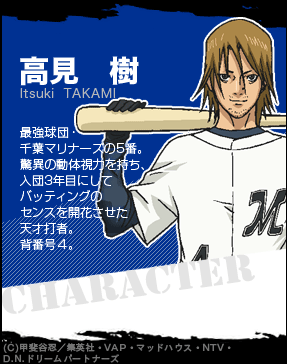 高見 樹
Itsuki TAKAMI
最強球団・
千葉マリナーズの5番。
驚異の動体視力を持ち、
入団3年目にして
バッティングの
センスを開花させた
天才打者。
背番号４。
M
4
CHARACTER
(C)甲斐谷忍／集英社・VAP・マッドハウス・NTV・
D.N.ドリームパートナーズ